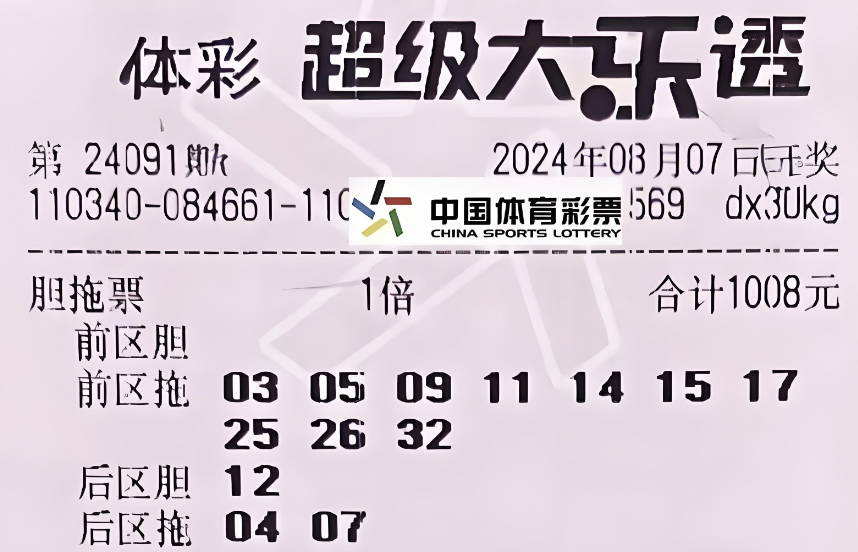 体彩 超级大乐透
第 24091期 2024年08月07日开奖
110340-084661-110 569 dx3Ukg
中国体育彩票
CHINA SPORTS LOTTERY
胆拖票 1倍 合计1008元
前区胆
前区拖 03 05 09 11 14 15 17
25 26 32
后区胆 12
后区拖 04 07